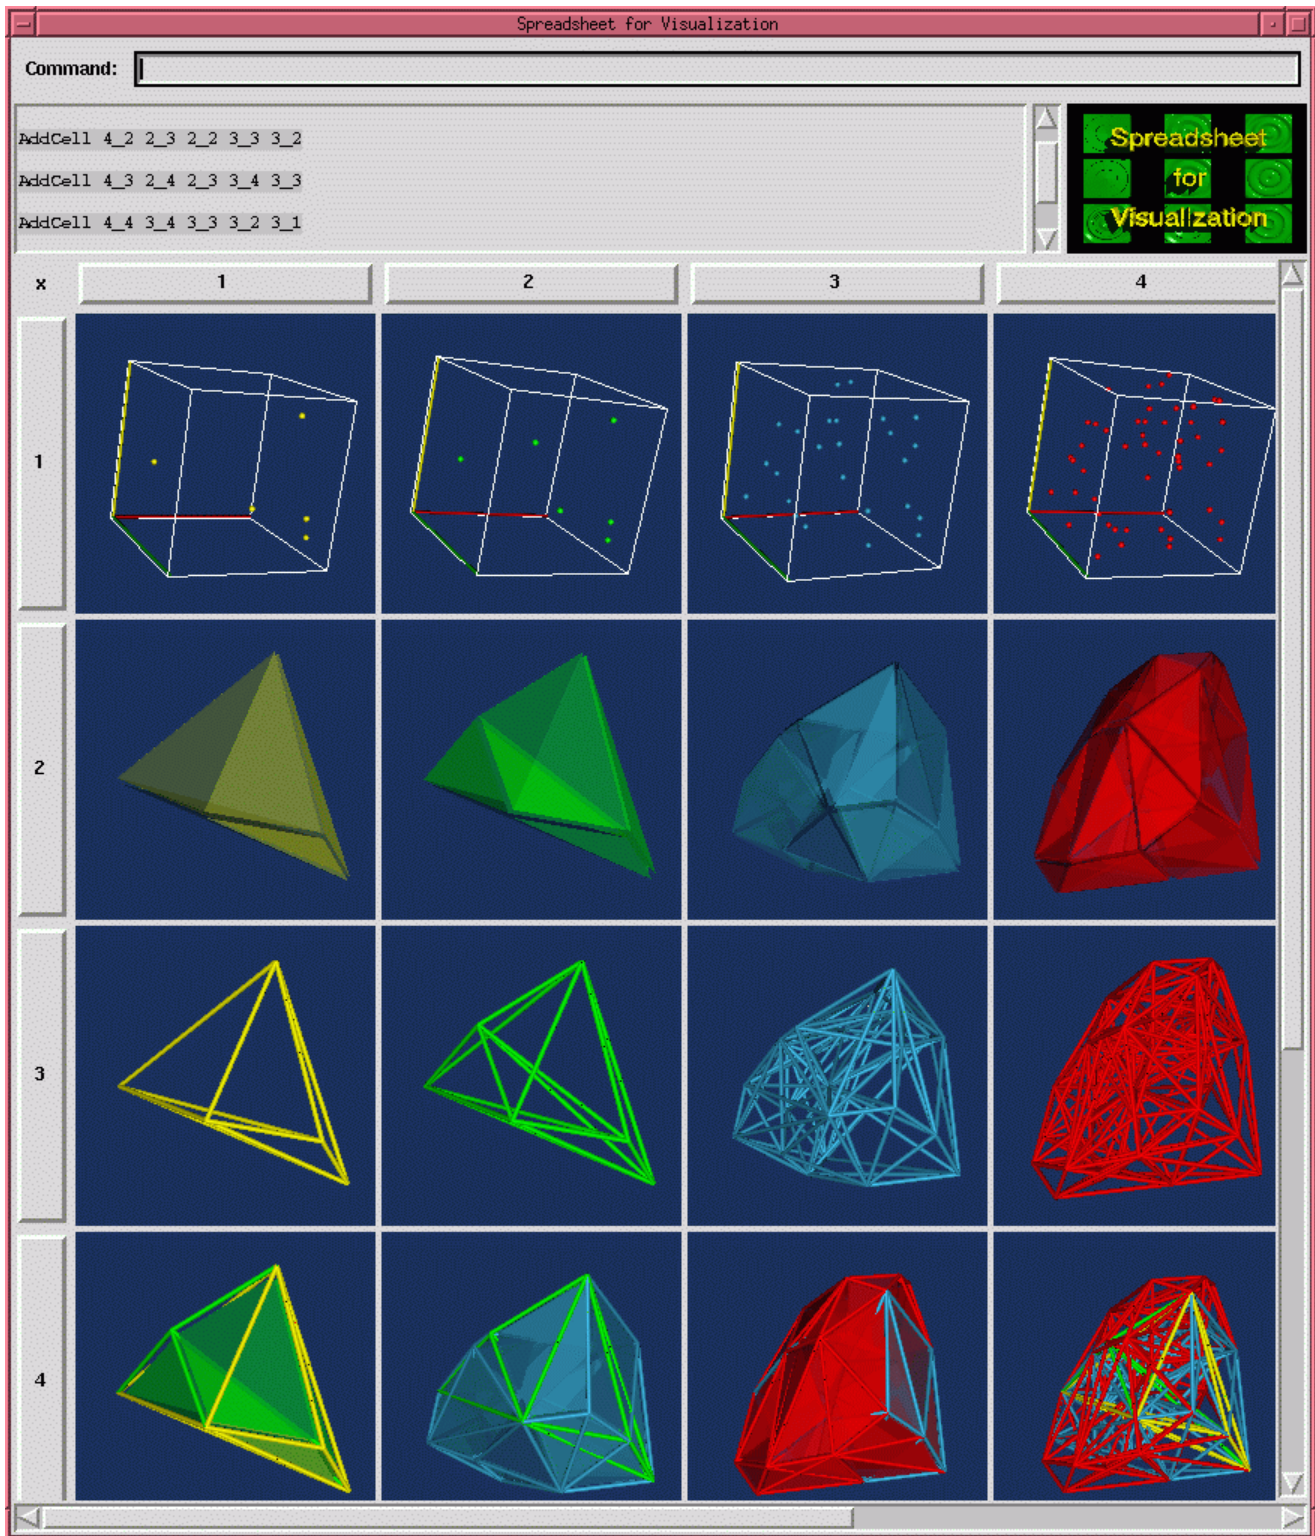 Spreadsheet for Visualization
Command:
AddCell 4_2 2_3 2_2 3_3 3_2
AddCell 4_3 2_4 2_3 3_4 3_3
AddCell 4_4 3_4 3_3 3_2 3_1
Spreadsheet
for
Visualization
x 1 2 3 4
1
2
3
4